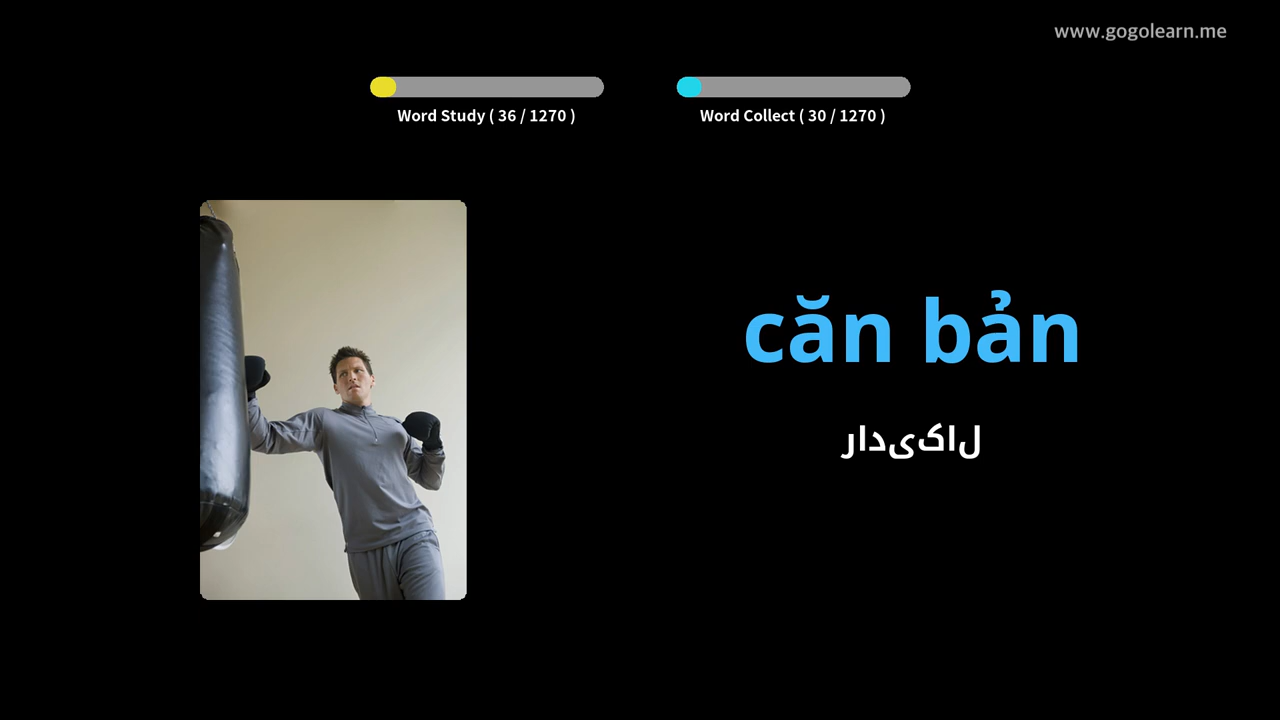 www.gogolearn.me
Word Study ( 36 / 1270 )
Word Collect ( 30 / 1270 )
căn bản
لاکیدار